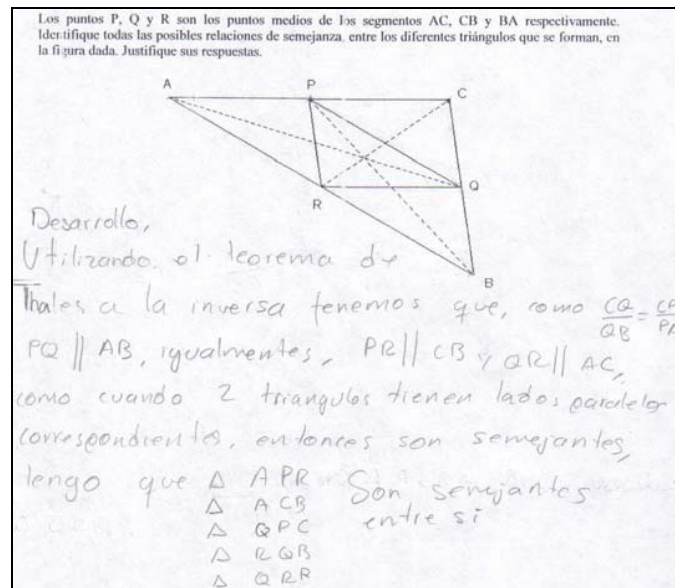 Los puntos P, Q y R son los puntos medios de los segmentos AC, CB y BA respectivamente.
Identifique todas las posibles relaciones de semejanza entre los diferentes triángulos que se forman, en
la figura dada. Justifique sus respuestas.
A P C
R Q
B
Desarrollo,
Utilizando el teorema de
Thales a la inversa tenemos que, como CQ/QB = CP/PA
PQ || AB, igualmente, PR || CB y QR || AC,
como cuando 2 triangulos tienen lados paralelos
correspondientes, entonces son semejantes,
tengo que △ APR Son semejantes
△ ACB entre sí
△ QPC
△ RQB
△ QRR